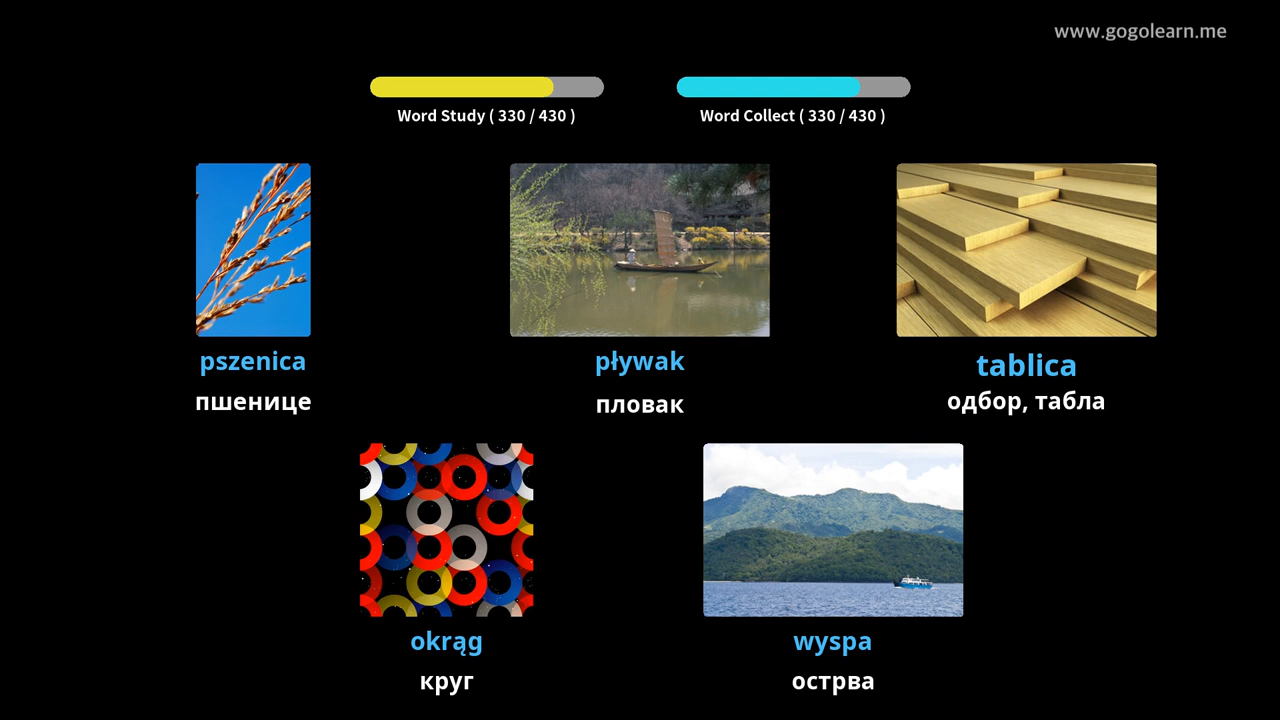 www.gogolearn.me
Word Study ( 330 / 430 )
Word Collect ( 330 / 430 )
pszenica
пшенице
pływak
пловак
tablica
одбор, табла
okrąg
круг
wyspa
острва